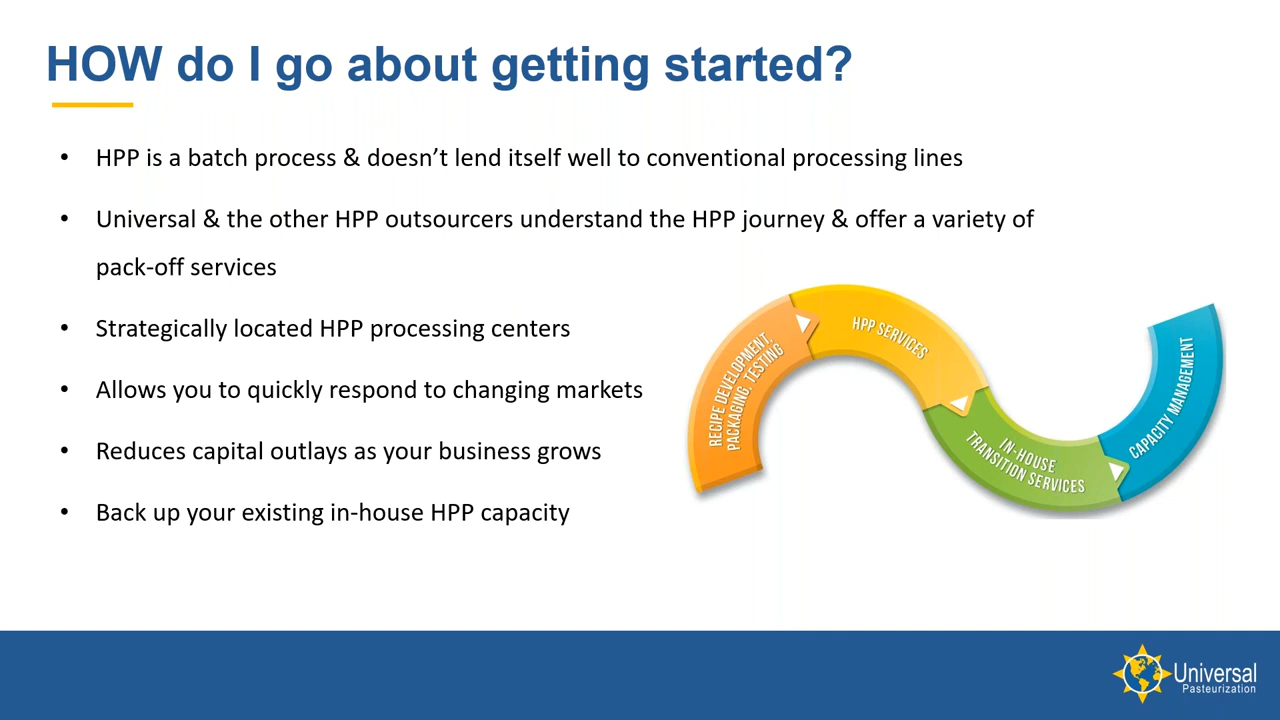 HOW do I go about getting started?
• HPP is a batch process & doesn’t lend itself well to conventional processing lines
• Universal & the other HPP outsourcers understand the HPP journey & offer a variety of
pack-off services
• Strategically located HPP processing centers
• Allows you to quickly respond to changing markets
• Reduces capital outlays as your business grows
• Back up your existing in-house HPP capacity
RECIPE DEVELOPMENT,
PACKAGING, TESTING
HPP SERVICES
IN-HOUSE
TRANSITION SERVICES
CAPACITY MANAGEMENT
Universal
Pasteurization